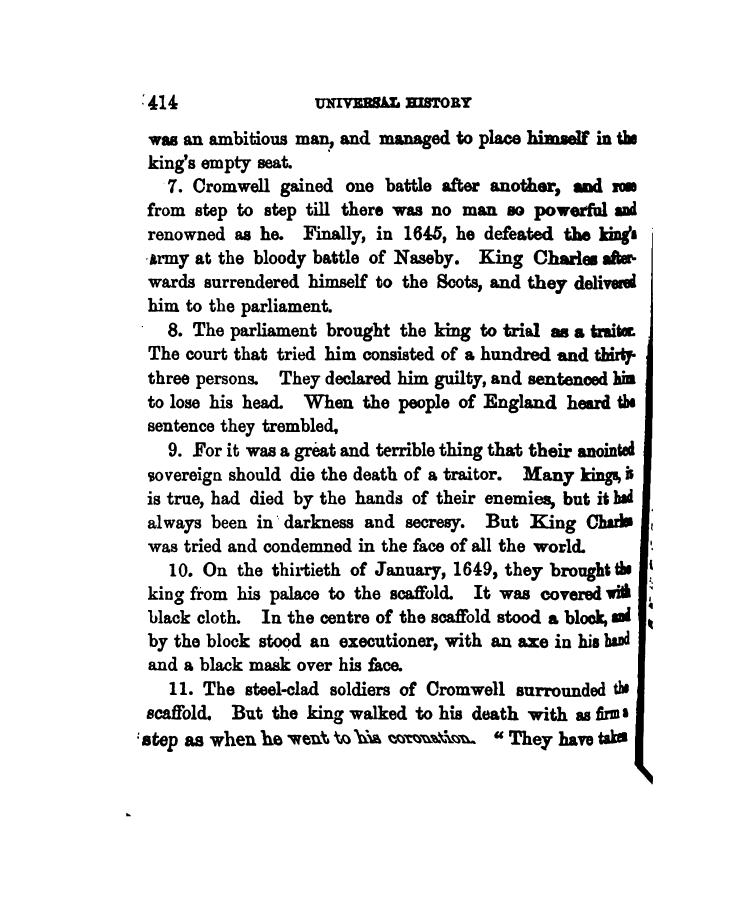 414 UNIVERSAL HISTORY
was an ambitious man, and managed to place himself in the
king's empty seat.
7. Cromwell gained one battle after another, and rose
from step to step till there was no man so powerful and
renowned as he. Finally, in 1645, he defeated the king's
army at the bloody battle of Naseby. King Charles after-
wards surrendered himself to the Scots, and they delivered
him to the parliament.
8. The parliament brought the king to trial as a traitor.
The court that tried him consisted of a hundred and thirty-
three persons. They declared him guilty, and sentenced him
to lose his head. When the people of England heard the
sentence they trembled,
9. For it was a great and terrible thing that their anointed
sovereign should die the death of a traitor. Many kings, it
is true, had died by the hands of their enemies, but it had
always been in darkness and secresy. But King Charles
was tried and condemned in the face of all the world.
10. On the thirtieth of January, 1649, they brought the
king from his palace to the scaffold. It was covered with
black cloth. In the centre of the scaffold stood a block, and
by the block stood an executioner, with an axe in his hand
and a black mask over his face.
11. The steel-clad soldiers of Cromwell surrounded the
scaffold. But the king walked to his death with as firm a
step as when he went to his coronation. “ They have taken